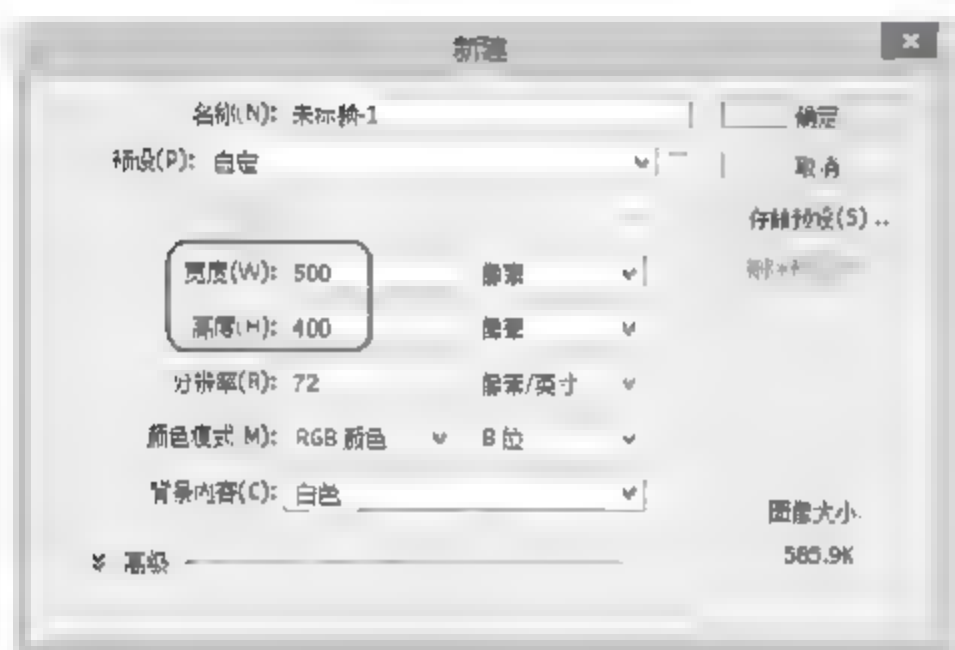 新建
名称(N): 未标题-1 确定
预设(P): 自定 取消
存储预设(S)...
宽度(W): 500 像素
高度(H): 400 像素
分辨率(R): 72 像素/英寸
颜色模式(M): RGB 颜色 8 位
背景内容(C): 白色
图像大小:
高级 585.9K